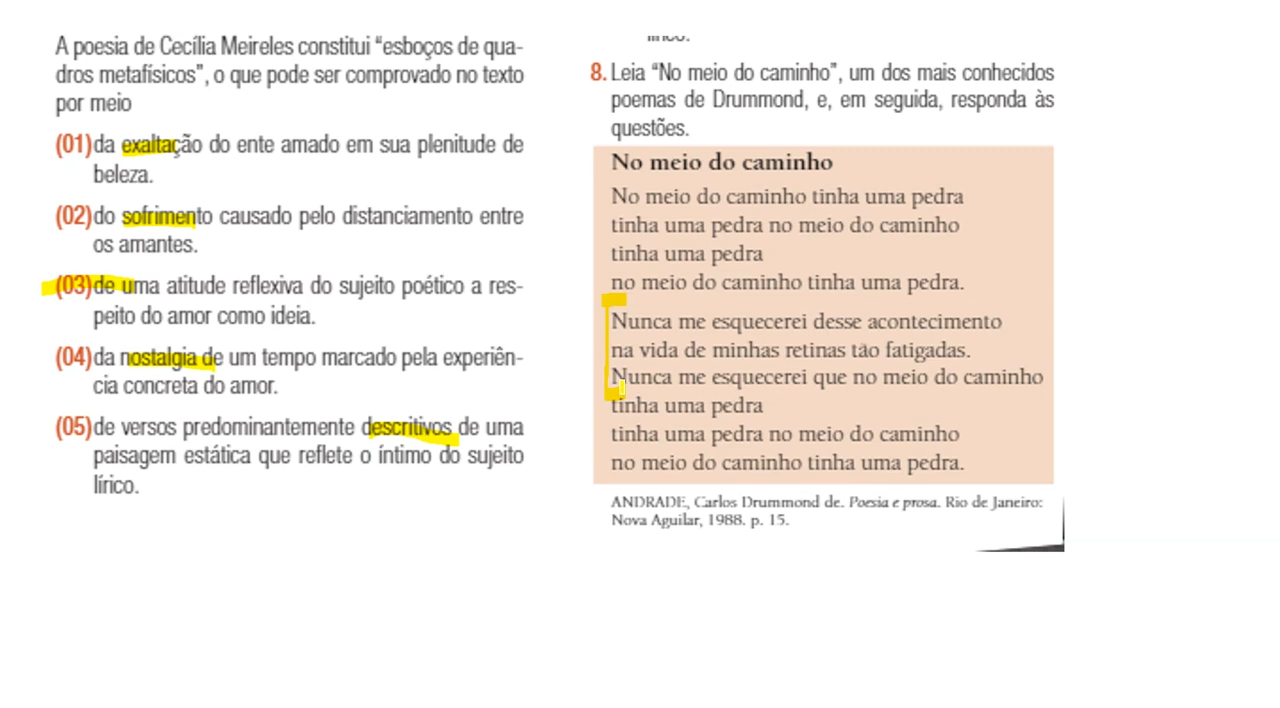 A poesia de Cecília Meireles constitui “esboços de qua-
dros metafísicos”, o que pode ser comprovado no texto
por meio
(01) da exaltação do ente amado em sua plenitude de
beleza.
(02) do sofrimento causado pelo distanciamento entre
os amantes.
(03) de uma atitude reflexiva do sujeito poético a res-
peito do amor como ideia.
(04) da nostalgia de um tempo marcado pela experiên-
cia concreta do amor.
(05) de versos predominantemente descritivos de uma
paisagem estática que reflete o íntimo do sujeito
lírico.
8. Leia “No meio do caminho”, um dos mais conhecidos
poemas de Drummond, e, em seguida, responda às
questões.
No meio do caminho
No meio do caminho tinha uma pedra
tinha uma pedra no meio do caminho
tinha uma pedra
no meio do caminho tinha uma pedra.
Nunca me esquecerei desse acontecimento
na vida de minhas retinas tão fatigadas.
Nunca me esquecerei que no meio do caminho
tinha uma pedra
tinha uma pedra no meio do caminho
no meio do caminho tinha uma pedra.
ANDRADE, Carlos Drummond de. Poesia e prosa. Rio de Janeiro:
Nova Aguilar, 1988. p. 15.